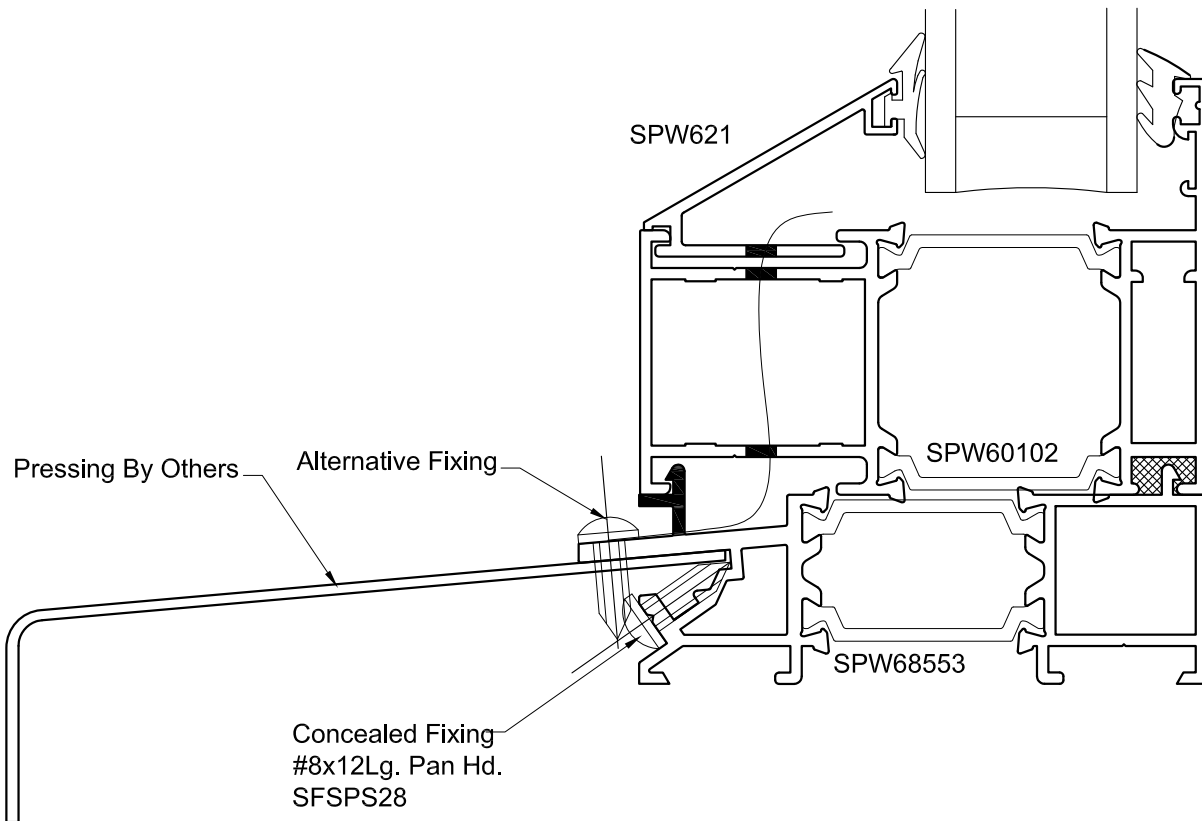 SPW621
Pressing By Others
Alternative Fixing
SPW60102
SPW68553
Concealed Fixing
#8x12Lg. Pan Hd.
SFSPS28